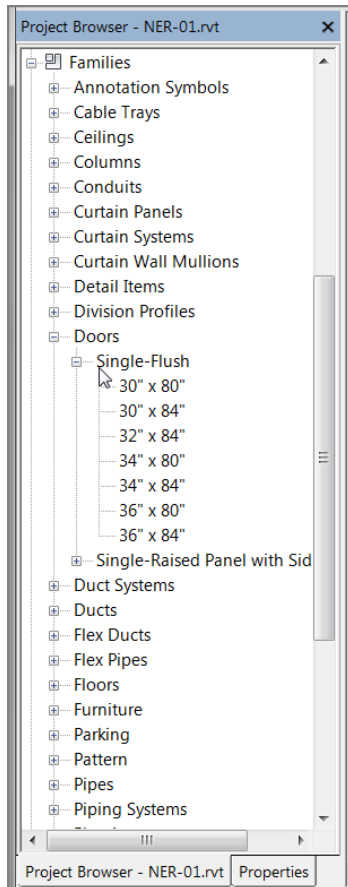 Project Browser - NER-01.rvt
Families
Annotation Symbols
Cable Trays
Ceilings
Columns
Conduits
Curtain Panels
Curtain Systems
Curtain Wall Mullions
Detail Items
Division Profiles
Doors
Single-Flush
30" x 80"
30" x 84"
32" x 84"
34" x 80"
34" x 84"
36" x 80"
36" x 84"
Single-Raised Panel with Sid
Duct Systems
Ducts
Flex Ducts
Flex Pipes
Floors
Furniture
Parking
Pattern
Pipes
Piping Systems
Project Browser - NER-01.rvt Properties